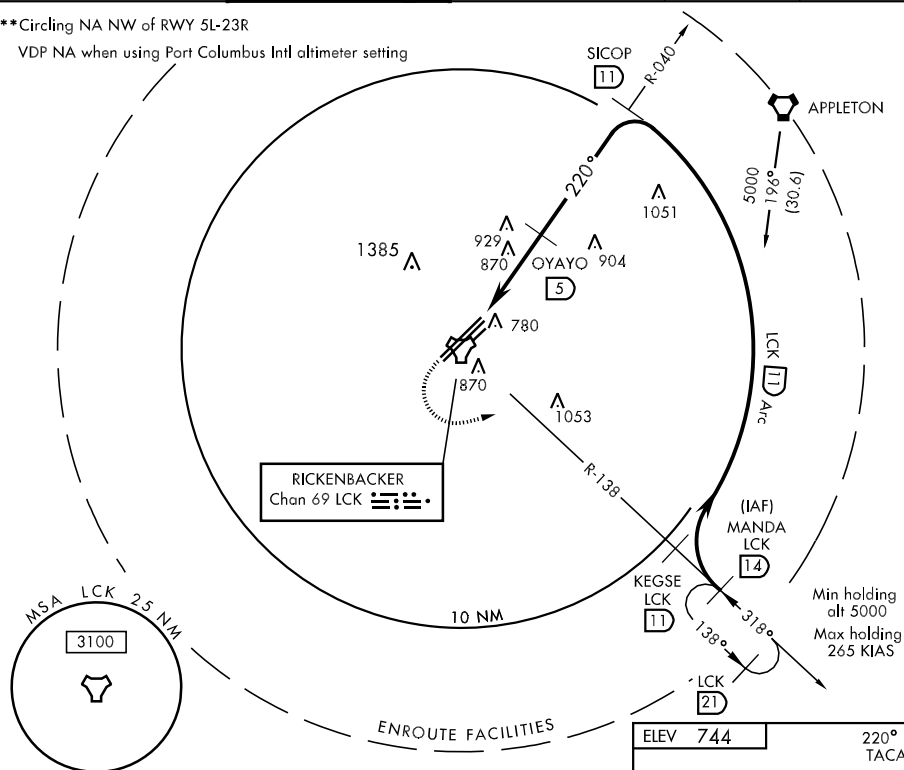 **Circling NA NW of RWY 5L-23R
VDP NA when using Port Columbus Intl altimeter setting
SICOP
11
R-040
APPLETON
5000
196°
(30.6)
220°
1051
929
870
904
1385
OYAYO
5
780
870
LCK 11 Arc
1053
RICKENBACKER
Chan 69 LCK
R-138
(IAF)
MANDA
LCK
14
KEGSE
LCK
11
318°
138°
Min holding
alt 5000
Max holding
265 KIAS
10 NM
LCK
21
MSA LCK 25 NM
3100
ENROUTE FACILITIES
ELEV 744
220°
TACA